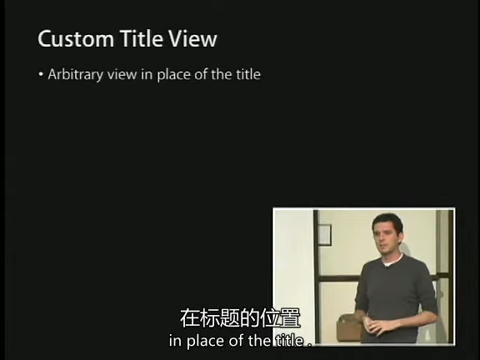 Custom Title View
• Arbitrary view in place of the title
在标题的位置
in place of the title .